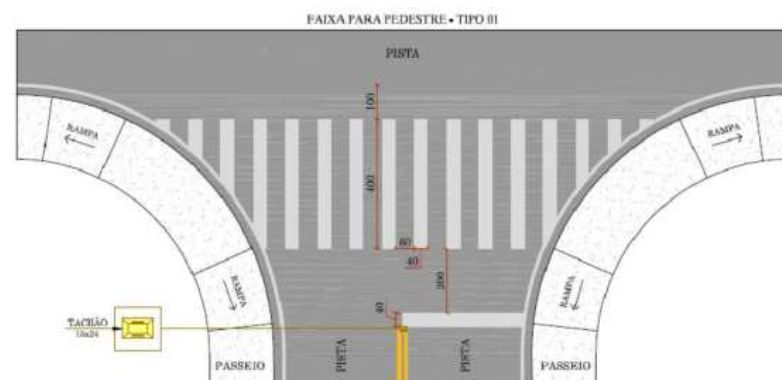 FAIXA PARA PEDESTRE • TIPO 01
PISTA
100
RAMPA
RAMPA
400
60
40
200
RAMPA
RAMPA
40
TACHÃO
PASSEIO
PISTA
PISTA
PASSEIO